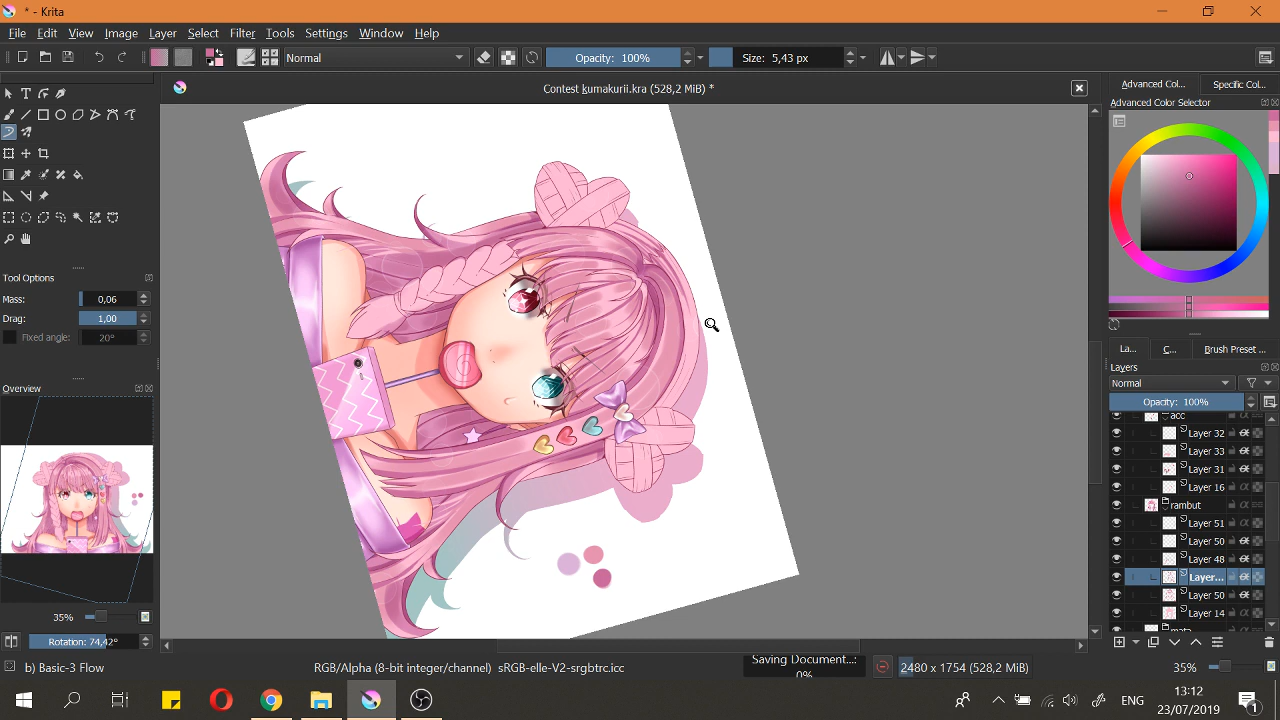 * - Krita
File Edit View Image Layer Select Filter Tools Settings Window Help
Normal Opacity: 100% Size: 5,43 px
Contest kumakurii.kra (528,2 MiB) *
Advanced Col... Specific Col...
Advanced Color Selector
Tool Options
Mass: 0,06
Drag: 1,00
Fixed angle: 20°
Overview
35%
Rotation: 74,42°
La... C... Brush Preset ...
Layers
Normal
Opacity: 100%
acc
Layer 32
Layer 33
Layer 31
Layer 16
rambut
Layer 51
Layer 50
Layer 48
Layer...
Layer 50
Layer 14
b) Basic-3 Flow RGB/Alpha (8-bit integer/channel) sRGB-elle-V2-srgbtrc.icc Saving Document...: 0% 2480 x 1754 (528,2 MiB) 35%
ENG 13:12
23/07/2019 1